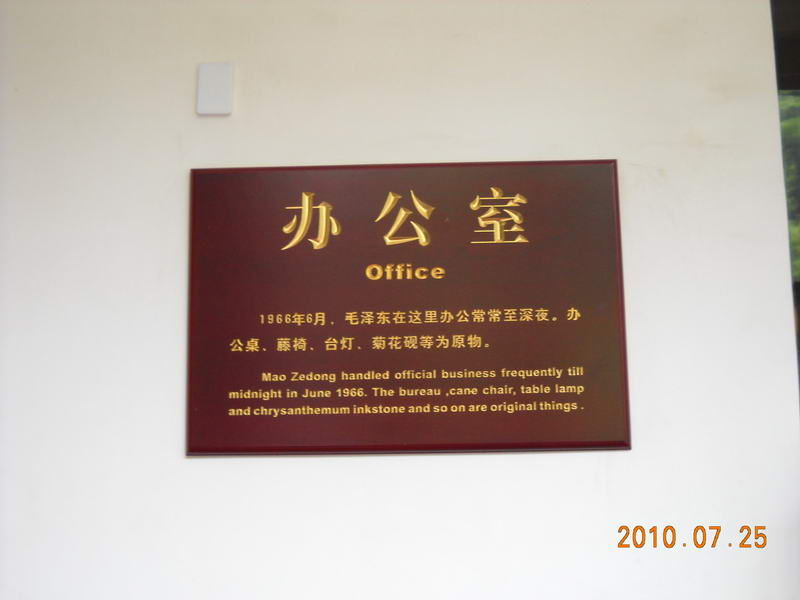 办公室
Office
1966年6月，毛泽东在这里办公常常至深夜。办
公桌、藤椅、台灯、菊花砚等为原物。
Mao Zedong handled official business frequently till
midnight in June 1966. The bureau ,cane chair, table lamp
and chrysanthemum inkstone and so on are original things .
2010.07.25